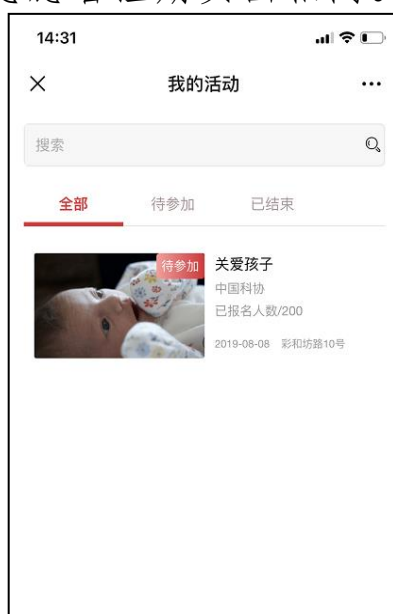 14:31
我的活动
搜索
全部 待参加 已结束
待参加
关爱孩子
中国科协
已报名人数/200
2019-08-08 彩和坊路10号